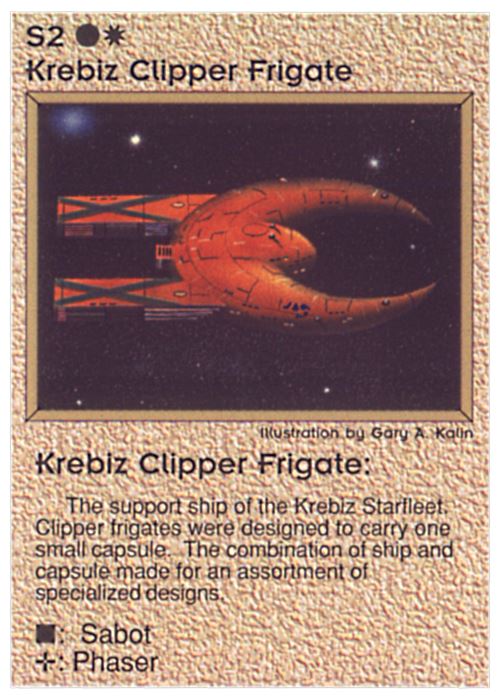 S2
Krebiz Clipper Frigate
Illustration by Gary A. Kalin
Krebiz Clipper Frigate:
The support ship of the Krebiz Starfleet.
Clipper frigates were designed to carry one
small capsule. The combination of ship and
capsule made for an assortment of
specialized designs.
: Sabot
: Phaser